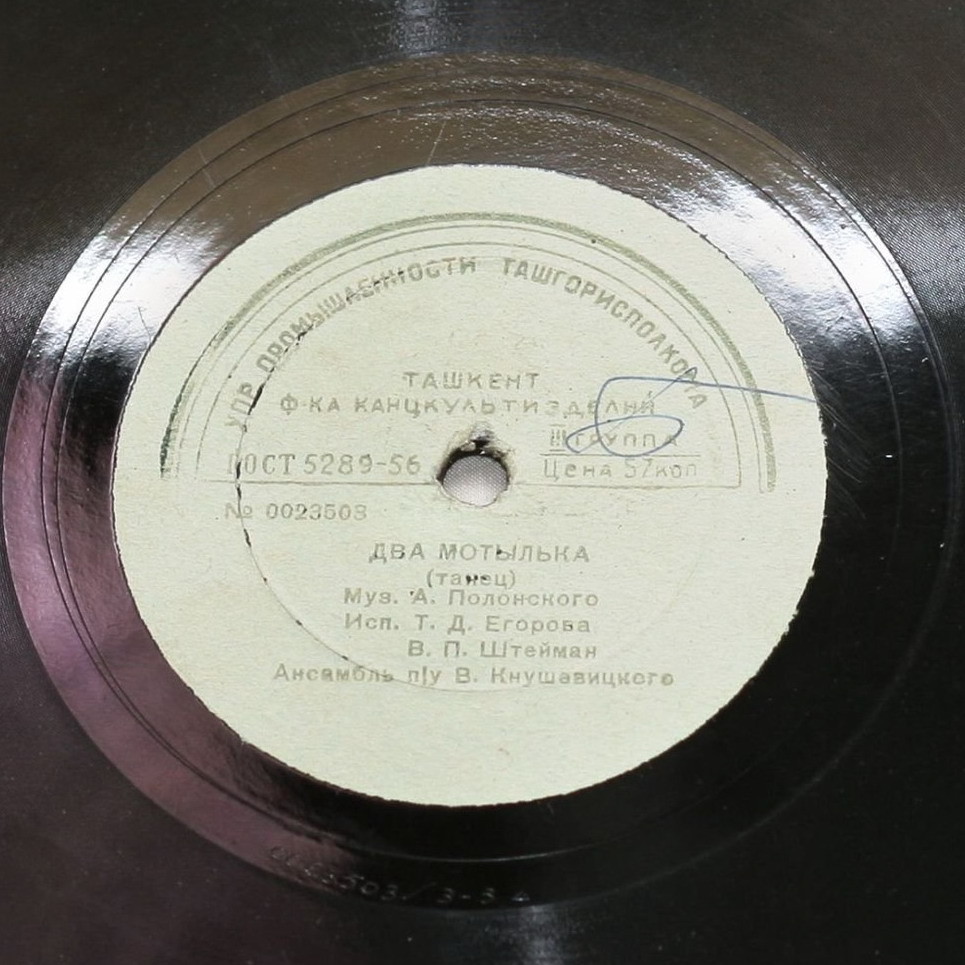 УПР. ПРОМЫШЛЕННОСТИ ТАШГОРИСПОЛКОМА
ТАШКЕНТ
Ф-КА КАНЦКУЛЬТИЗДЕЛИЙ
III ГРУППА
ГОСТ 5289-56
Цена 57 коп
№ 0023503
ДВА МОТЫЛЬКА
(танец)
Муз. А. Полонского
Исп. Т. Д. Егорова
В. П. Штейман
Ансамбль п/у В. Кнушавицкого